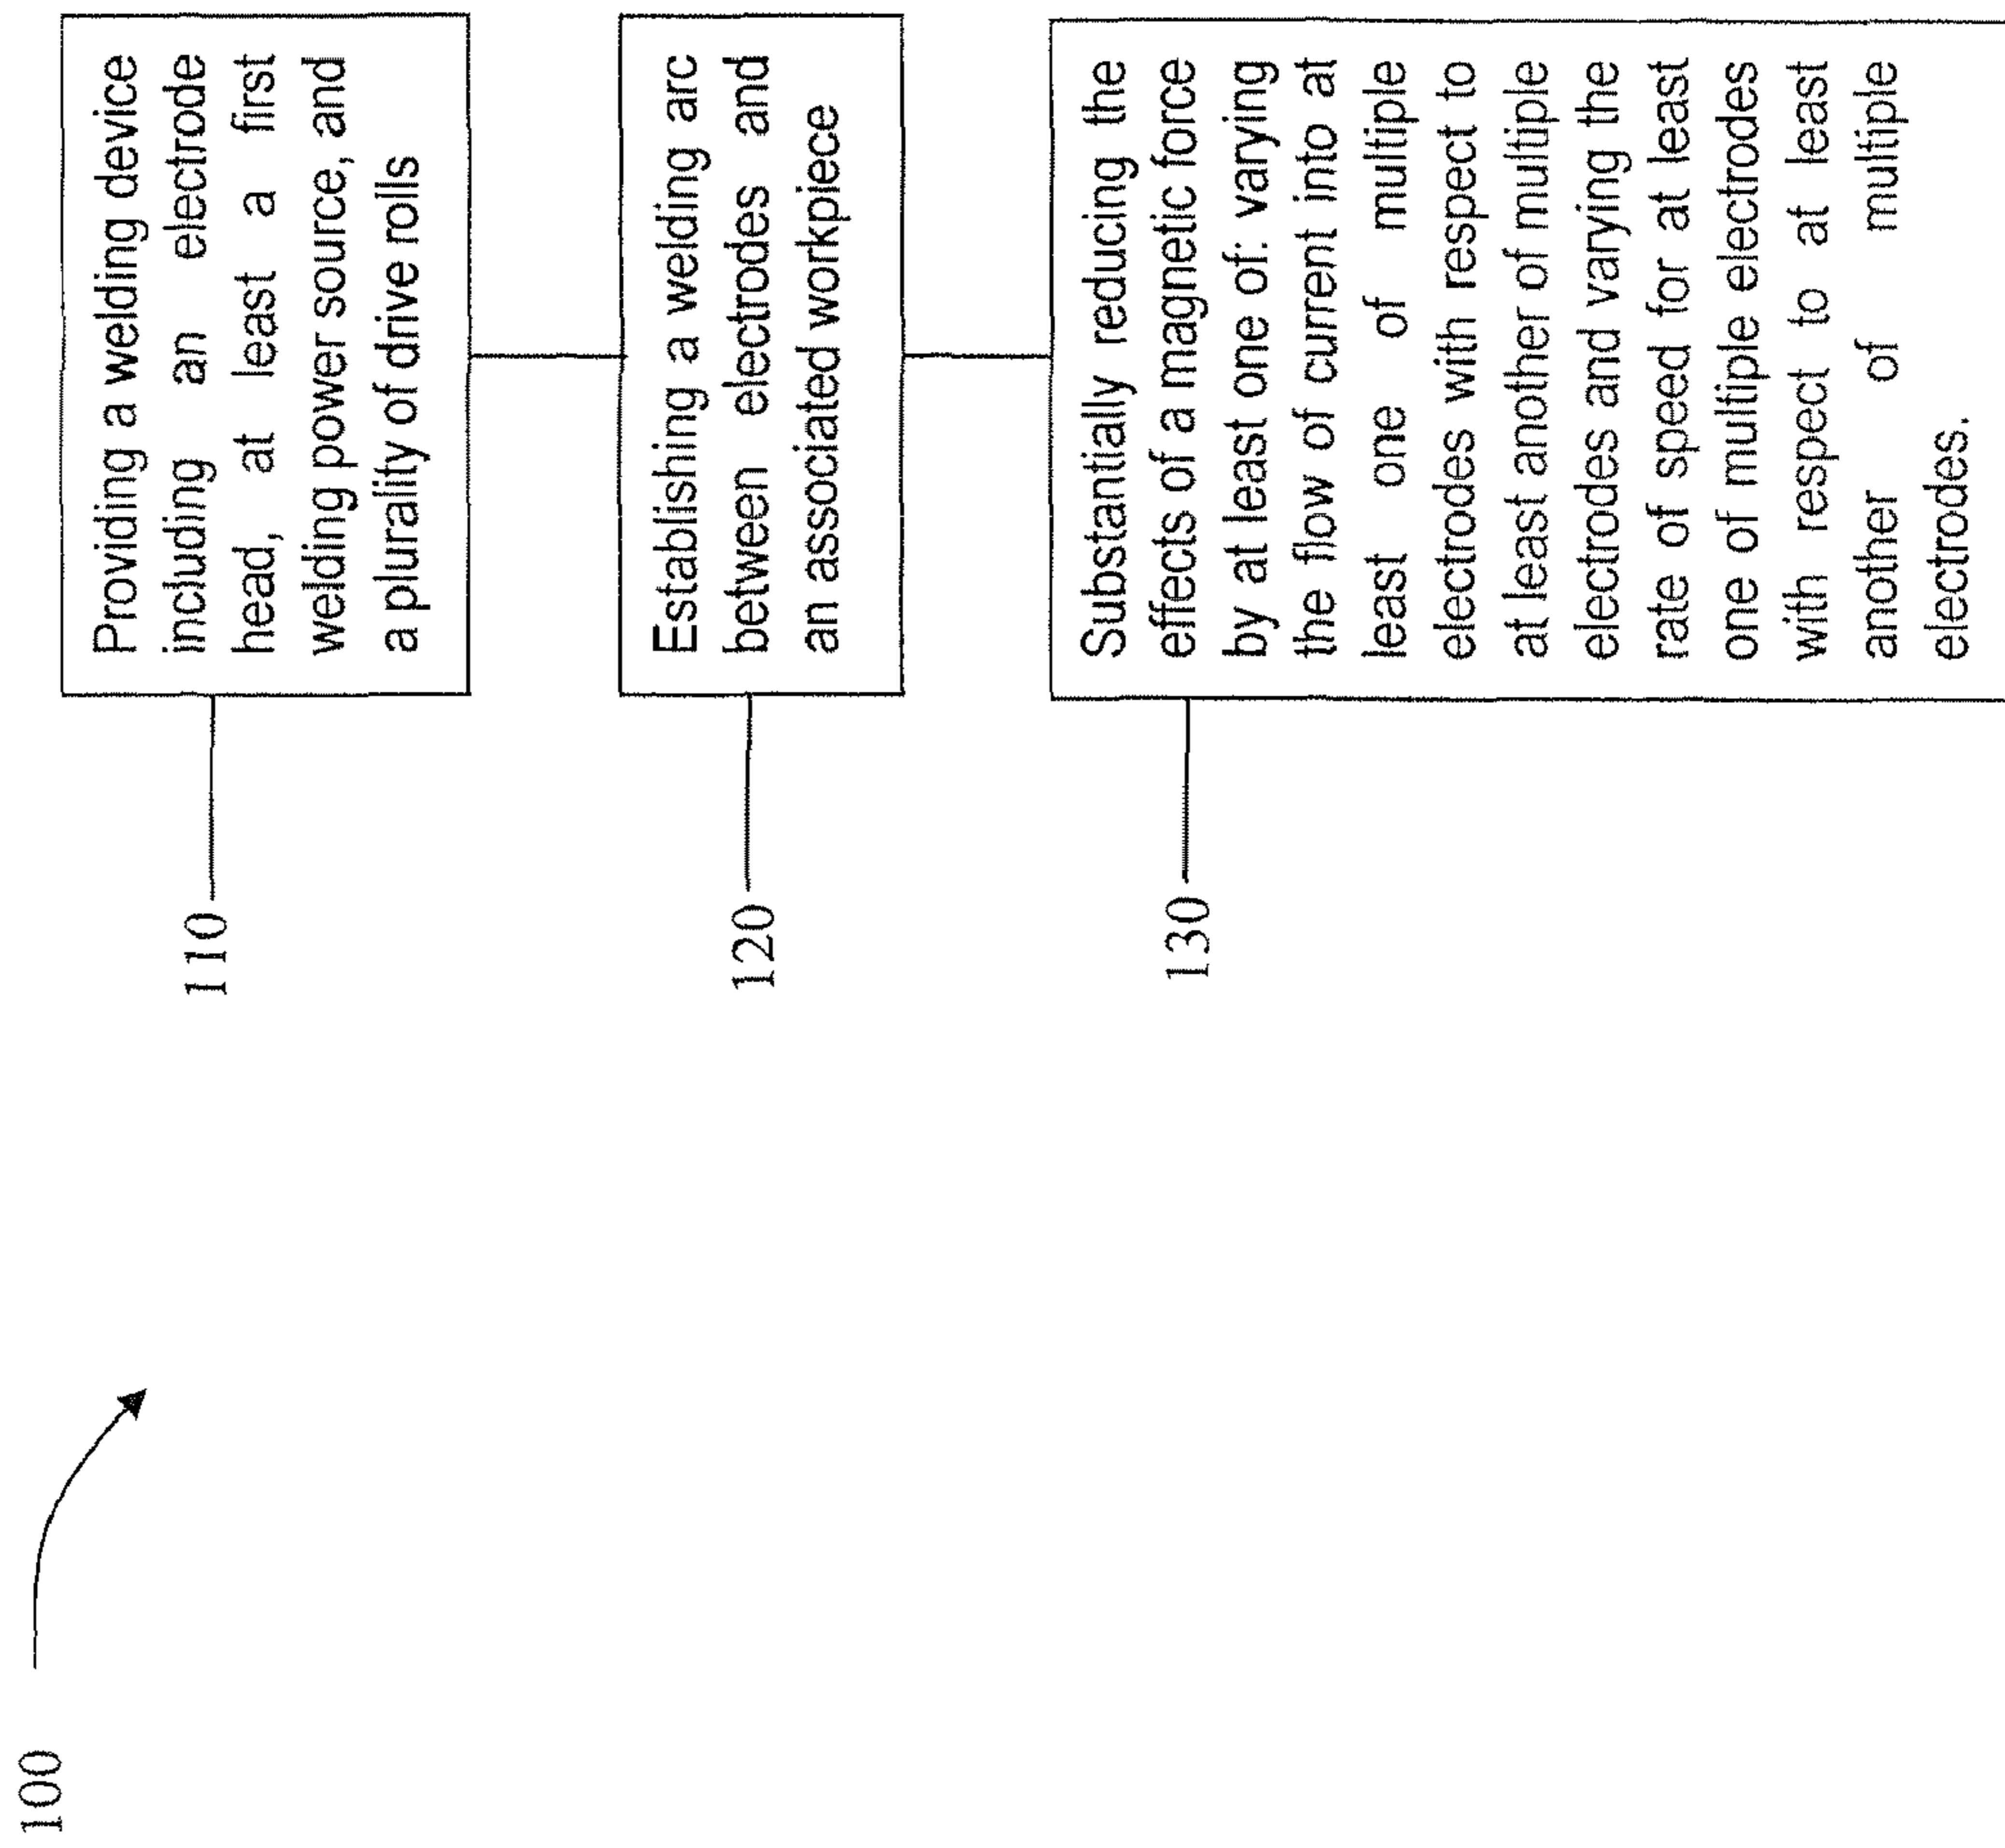 100
110
Providing a welding device
including an electrode
head, at least a first
welding power source, and
a plurality of drive rolls
120
Establishing a welding arc
between electrodes and
an associated workpiece
130
Substantially reducing the
effects of a magnetic force
by at least one of: varying
the flow of current into at
least one of multiple
electrodes with respect to
at least another of multiple
electrodes and varying the
rate of speed for at least
one of multiple electrodes
with respect to at least
another of multiple
electrodes.